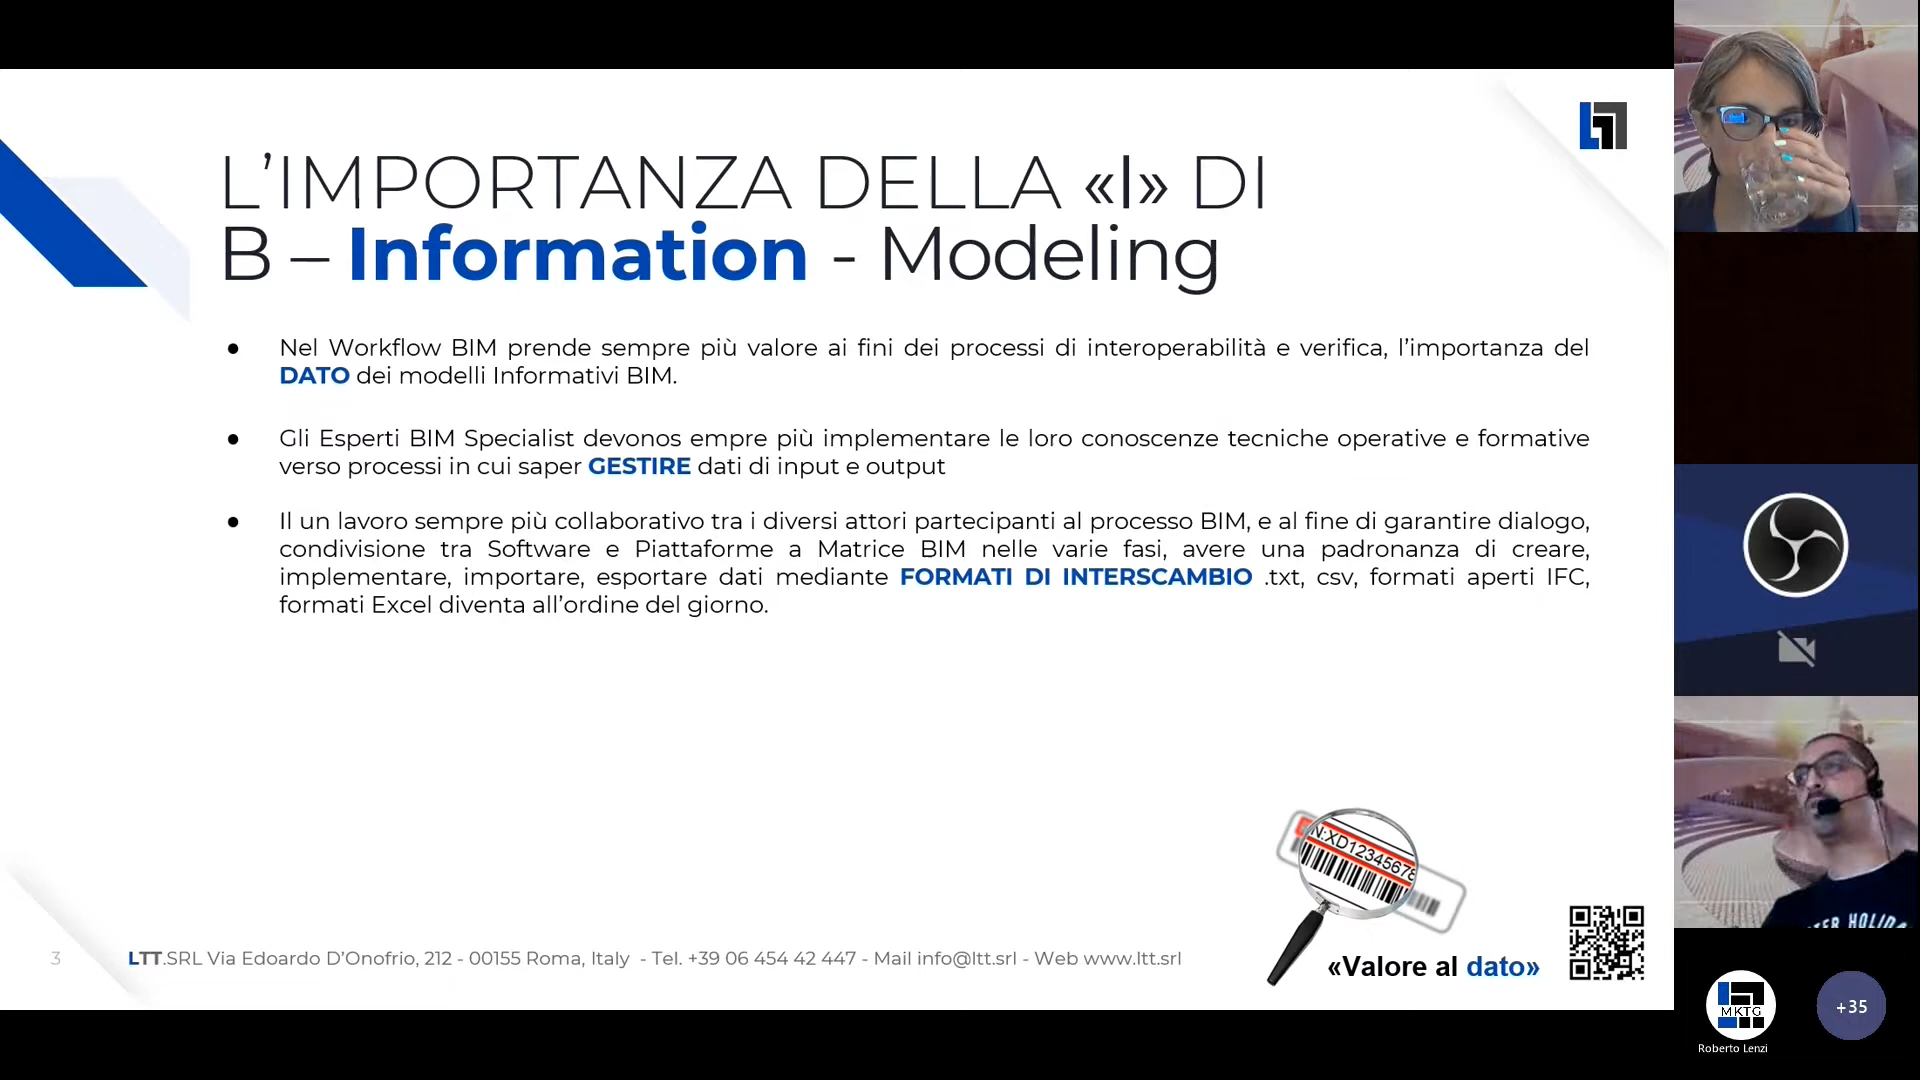 L’IMPORTANZA DELLA «I» DI
B – Information - Modeling
● Nel Workflow BIM prende sempre più valore ai fini dei processi di interoperabilità e verifica, l’importanza del
DATO dei modelli Informativi BIM.
● Gli Esperti BIM Specialist devonos empre più implementare le loro conoscenze tecniche operative e formative
verso processi in cui saper GESTIRE dati di input e output
● Il un lavoro sempre più collaborativo tra i diversi attori partecipanti al processo BIM, e al fine di garantire dialogo,
condivisione tra Software e Piattaforme a Matrice BIM nelle varie fasi, avere una padronanza di creare,
implementare, importare, esportare dati mediante FORMATI DI INTERSCAMBIO .txt, csv, formati aperti IFC,
formati Excel diventa all’ordine del giorno.
N:XD12345678
«Valore al dato»
3
LTT.SRL Via Edoardo D’Onofrio, 212 - 00155 Roma, Italy - Tel. +39 06 454 42 447 - Mail info@ltt.srl - Web www.ltt.srl
MKTG
+35
Roberto Lenzi